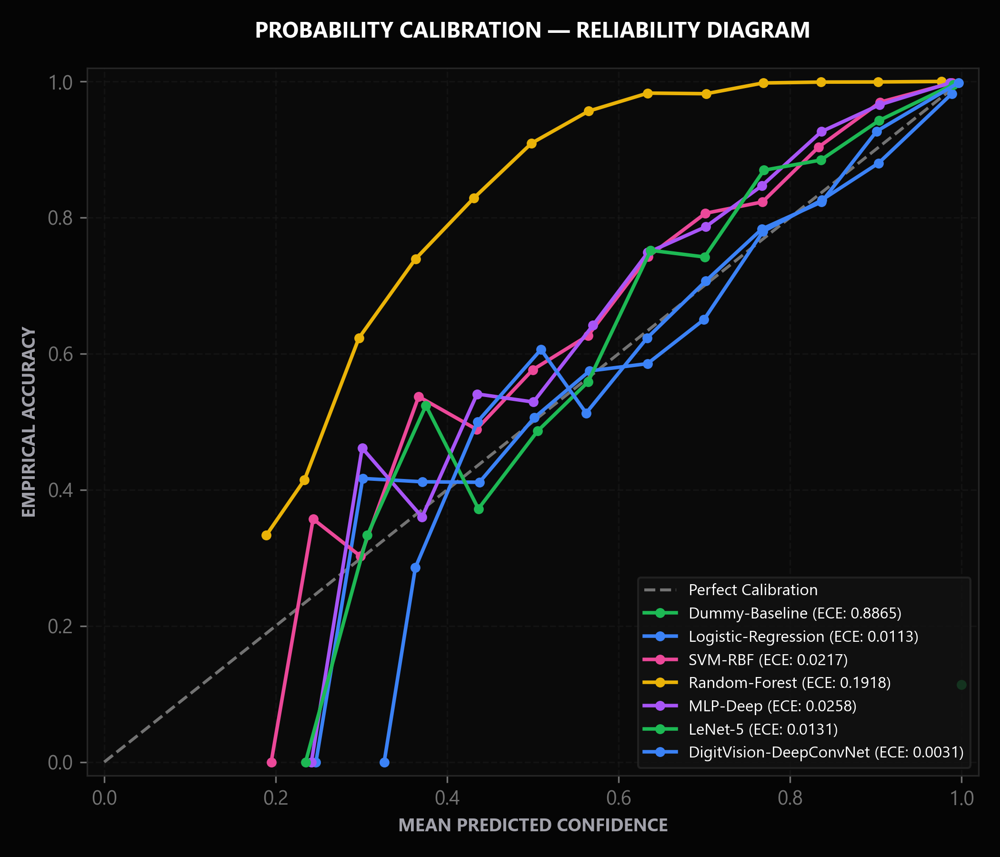 PROBABILITY CALIBRATION — RELIABILITY DIAGRAM
1.0
0.8
0.6
0.4
0.2
0.0
EMPIRICAL ACCURACY
Perfect Calibration
Dummy-Baseline (ECE: 0.8865)
Logistic-Regression (ECE: 0.0113)
SVM-RBF (ECE: 0.0217)
Random-Forest (ECE: 0.1918)
MLP-Deep (ECE: 0.0258)
LeNet-5 (ECE: 0.0131)
DigitVision-DeepConvNet (ECE: 0.0031)
0.0 0.2 0.4 0.6 0.8 1.0
MEAN PREDICTED CONFIDENCE